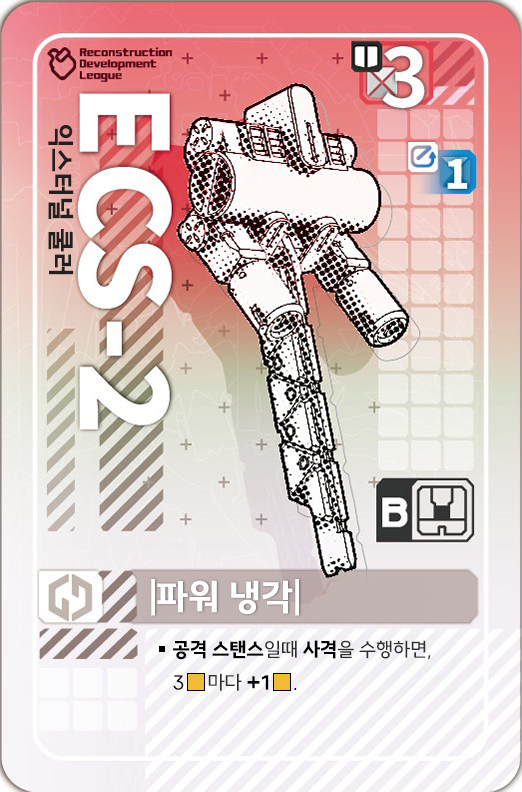 Reconstruction
Development
League
3
1
ECS-2
익스터널 쿨러
B
|파워 냉각|
▪ 공격 스탠스일때 사격을 수행하면,
3🟨마다 +1🟨.